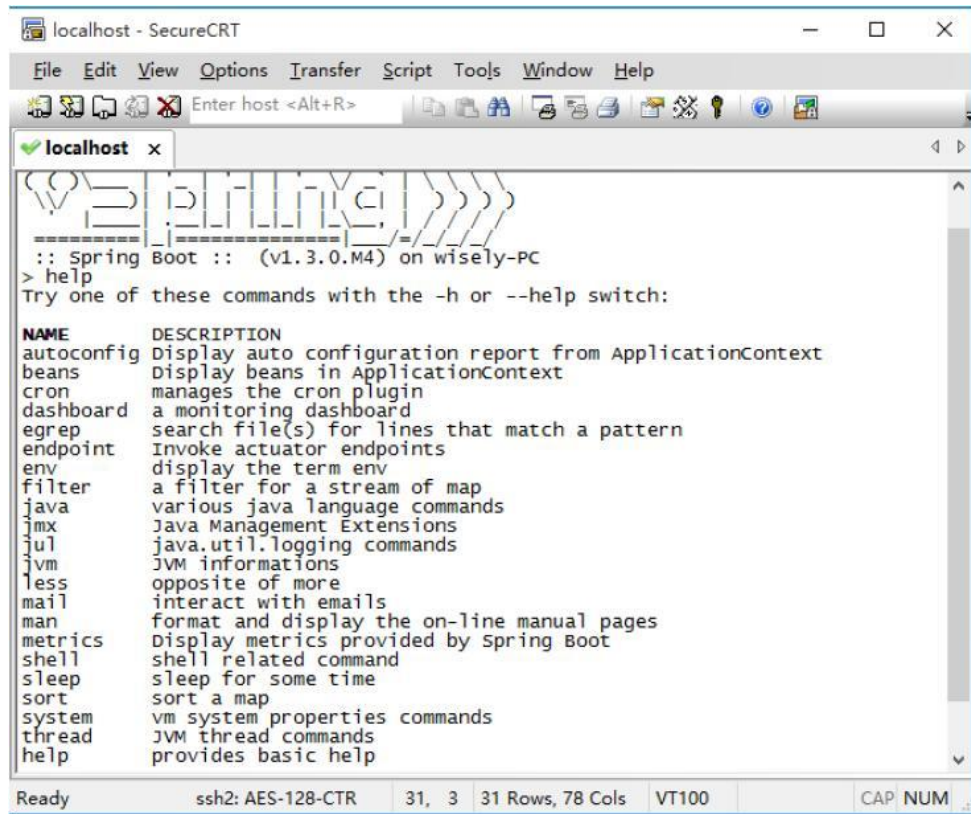 localhost - SecureCRT
File Edit View Options Transfer Script Tools Window Help
Enter host <Alt+R>
localhost x
:: Spring Boot :: (v1.3.0.M4) on wisely-PC
> help
Try one of these commands with the -h or --help switch:
NAME DESCRIPTION
autoconfig Display auto configuration report from ApplicationContext
beans Display beans in ApplicationContext
cron manages the cron plugin
dashboard a monitoring dashboard
egrep search file(s) for lines that match a pattern
endpoint Invoke actuator endpoints
env display the term env
filter a filter for a stream of map
java various java language commands
jmx Java Management Extensions
jul java.util.logging commands
jvm JVM informations
less opposite of more
mail interact with emails
man format and display the on-line manual pages
metrics Display metrics provided by Spring Boot
shell shell related command
sleep sleep for some time
sort sort a map
system vm system properties commands
thread JVM thread commands
help provides basic help
Ready ssh2: AES-128-CTR 31, 3 31 Rows, 78 Cols VT100 CAP NUM